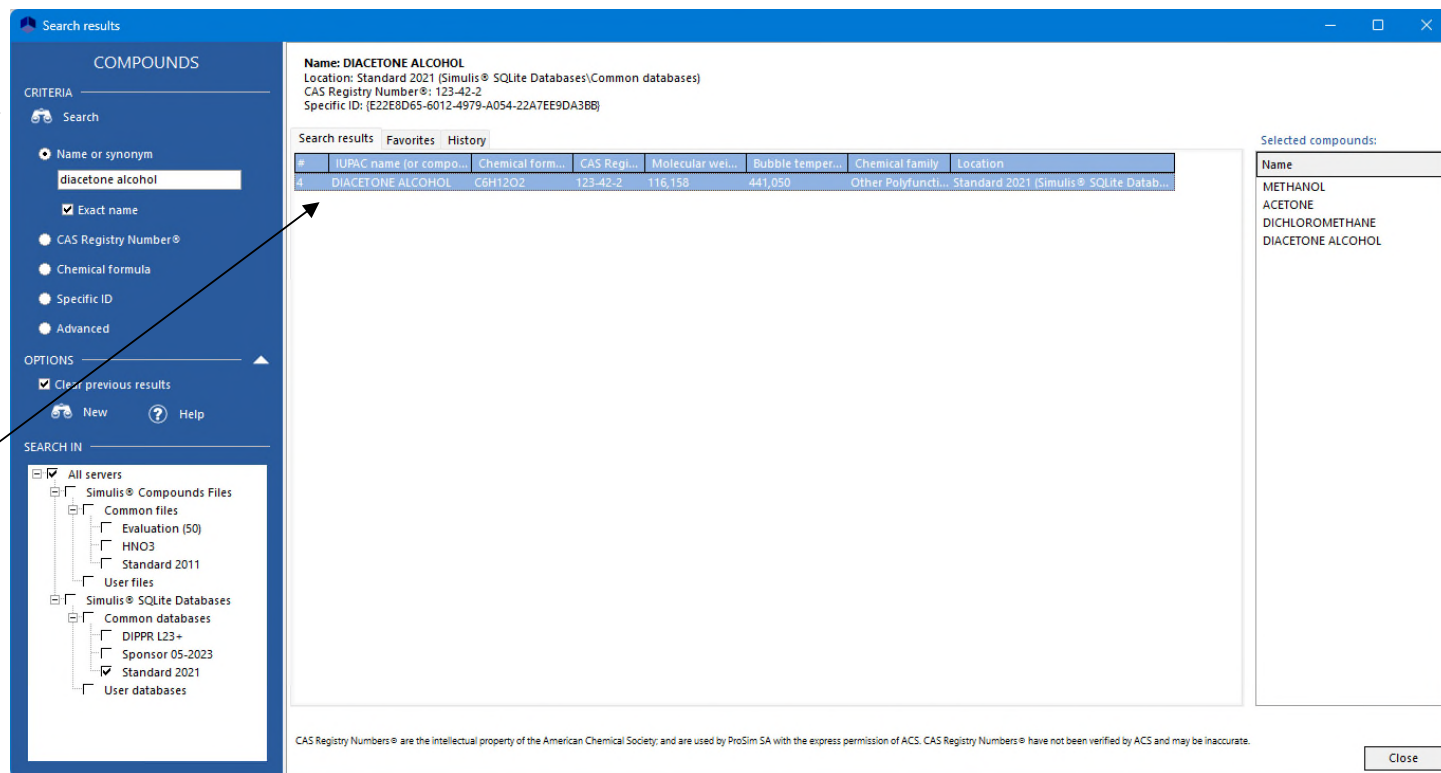 Search results
COMPOUNDS
CRITERIA
Search
Name or synonym
diacetone alcohol
Exact name
CAS Registry Number®
Chemical formula
Specific ID
Advanced
OPTIONS
Clear previous results
New
Help
SEARCH IN
All servers
Simulis® Compounds Files
Common files
Evaluation (50)
HNO3
Standard 2011
User files
Simulis® SQLite Databases
Common databases
DIPPR L23+
Sponsor 05-2023
Standard 2021
User databases
Name: DIACETONE ALCOHOL
Location: Standard 2021 (Simulis® SQLite Databases\Common databases)
CAS Registry Number®: 123-42-2
Specific ID: {E22E8D65-6012-4979-A054-22A7EE9DA3BB}
Search results Favorites History
# IUPAC name (or compo... Chemical form... CAS Regi... Molecular wei... Bubble temper... Chemical family Location
4 DIACETONE ALCOHOL C6H12O2 123-42-2 116,158 441,050 Other Polyfuncti... Standard 2021 (Simulis® SQLite Datab...
Selected compounds:
Name
METHANOL
ACETONE
DICHLOROMETHANE
DIACETONE ALCOHOL
CAS Registry Numbers® are the intellectual property of the American Chemical Society; and are used by ProSim SA with the express permission of ACS. CAS Registry Numbers® have not been verified by ACS and may be inaccurate.
Close